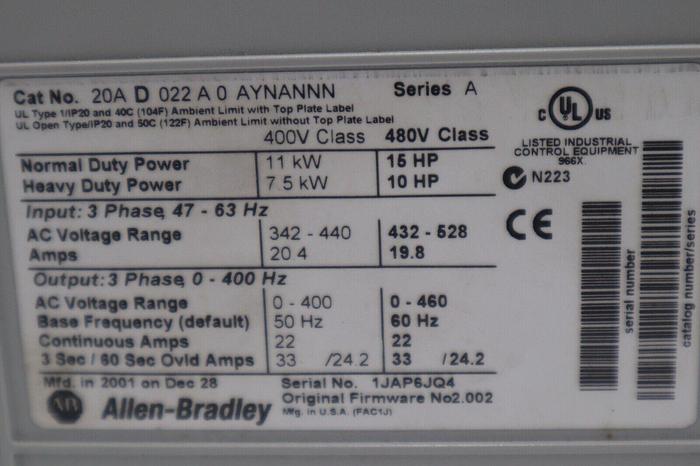 Cat No. 20A D 022 A 0 AYNANNN Series A
UL Type 1/IP20 and 40C (104F) Ambient Limit with Top Plate Label
UL Open Type/IP20 and 50C (122F) Ambient Limit without Top Plate Label
400V Class 480V Class
Normal Duty Power 11 kW 15 HP
Heavy Duty Power 7.5 kW 10 HP
Input: 3 Phase, 47 - 63 Hz
AC Voltage Range 342 - 440 432 - 528
Amps 20.4 19.8
Output: 3 Phase, 0 - 400 Hz
AC Voltage Range 0 - 400 0 - 460
Base Frequency (default) 50 Hz 60 Hz
Continuous Amps 22 22
3 Sec / 60 Sec Ovld Amps 33 /24.2 33 /24.2
Mfd. in 2001 on Dec 28 Serial No. 1JAP6JQ4
Original Firmware No2.002
AB Allen-Bradley Mfg. in U.S.A. (FAC1J)
C UL US
LISTED INDUSTRIAL
CONTROL EQUIPMENT
966X
N223
CE
serial number
catalog number/series